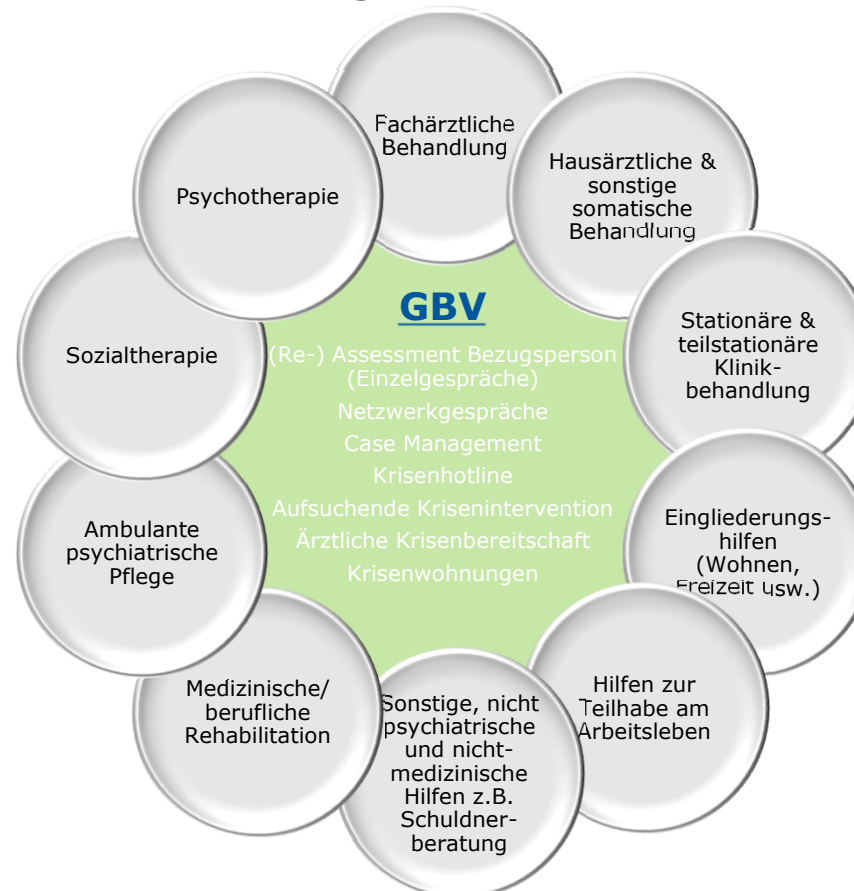 Fachärztliche
Behandlung
Hausärztliche &
sonstige
somatische
Behandlung
Stationäre &
teilstationäre
Klinik-
behandlung
Eingliederungs-
hilfen
(Wohnen,
Freizeit usw.)
Hilfen zur
Teilhabe am
Arbeitsleben
Sonstige, nicht
psychiatrische
und nicht-
medizinische
Hilfen z.B.
Schuldner-
beratung
Medizinische/
berufliche
Rehabilitation
Ambulante
psychiatrische
Pflege
Sozialtherapie
Psychotherapie
GBV
(Re-) Assessment Bezugsperson
(Einzelgespräche)
Netzwerkgespräche
Case Management
Krisenhotline
Aufsuchende Krisenintervention
Ärztliche Krisenbereitschaft
Krisenwohnungen